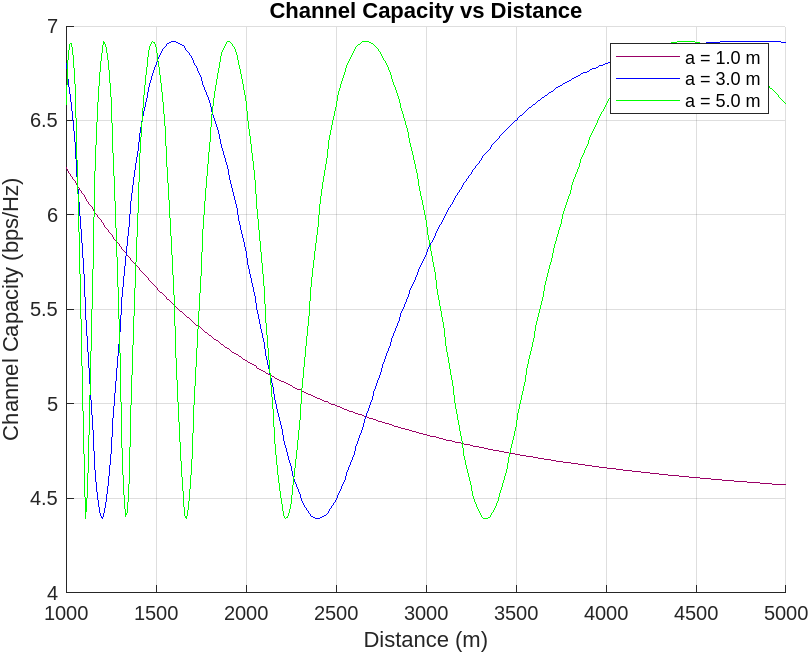 Channel Capacity vs Distance
7
6.5
6
5.5
5
4.5
4
Channel Capacity (bps/Hz)
a = 1.0 m
a = 3.0 m
a = 5.0 m
1000 1500 2000 2500 3000 3500 4000 4500 5000
Distance (m)